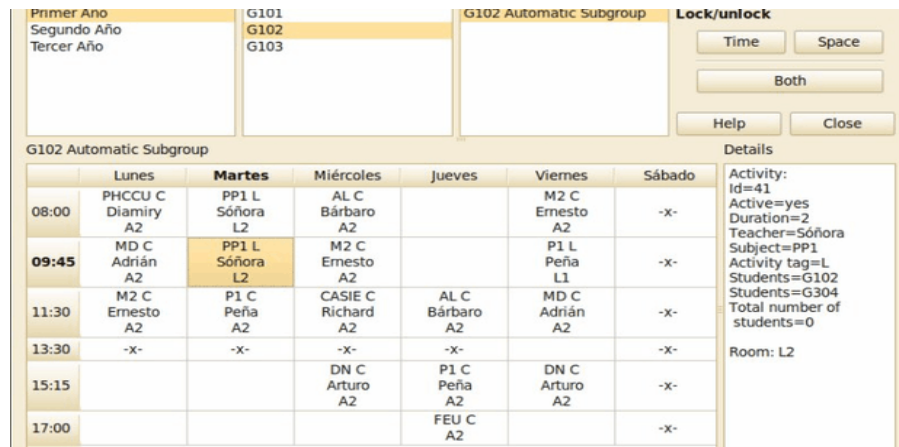 Primer Año
Segundo Año
Tercer Año
G101
G102
G103
G102 Automatic Subgroup
Lock/unlock
Time Space
Both
Help Close
G102 Automatic Subgroup
Lunes Martes Miércoles Jueves Viernes Sábado
08:00
PHCCU C
Diamiry
A2
PP1 L
Sóñora
L2
AL C
Bárbaro
A2
M2 C
Ernesto
A2
-x-
09:45
MD C
Adrián
A2
PP1 L
Sóñora
L2
M2 C
Ernesto
A2
P1 L
Peña
L1
-x-
11:30
M2 C
Ernesto
A2
P1 C
Peña
A2
CASIE C
Richard
A2
AL C
Bárbaro
A2
MD C
Adrián
A2
-x-
13:30 -x- -x- -x- -x- -x-
15:15
DN C
Arturo
A2
P1 C
Peña
A2
DN C
Arturo
A2
-x-
17:00
FEU C
A2
-x-
Details
Activity:
Id=41
Active=yes
Duration=2
Teacher=Sóñora
Subject=PP1
Activity tag=L
Students=G102
Students=G304
Total number of
students=0
Room: L2